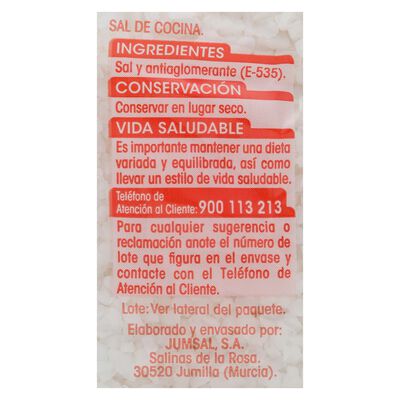 SAL DE COCINA.
INGREDIENTES
Sal y antiaglomerante (E-535).
CONSERVACIÓN
Conservar en lugar seco.
VIDA SALUDABLE
Es importante mantener una dieta
variada y equilibrada, así como
llevar un estilo de vida saludable.
Teléfono de
Atención al Cliente: 900 113 213
Para cualquier sugerencia o
reclamación anote el número de
lote que figura en el envase y
contacte con el Teléfono de
Atención al Cliente.
Lote: Ver lateral del paquete.
Elaborado y envasado por:
JUMSAL, S.A.
Salinas de la Rosa.
30520 Jumilla (Murcia).